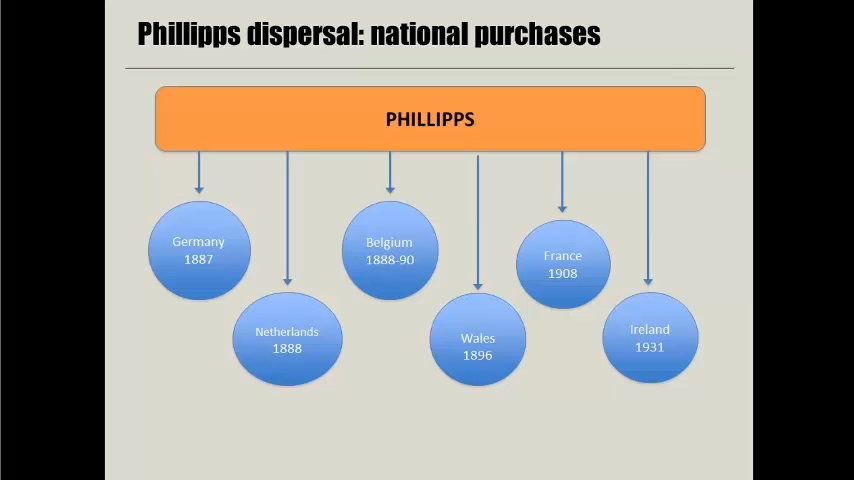 Phillipps dispersal: national purchases
PHILLIPPS
Germany
1887
Netherlands
1888
Belgium
1888-90
Wales
1896
France
1908
Ireland
1931